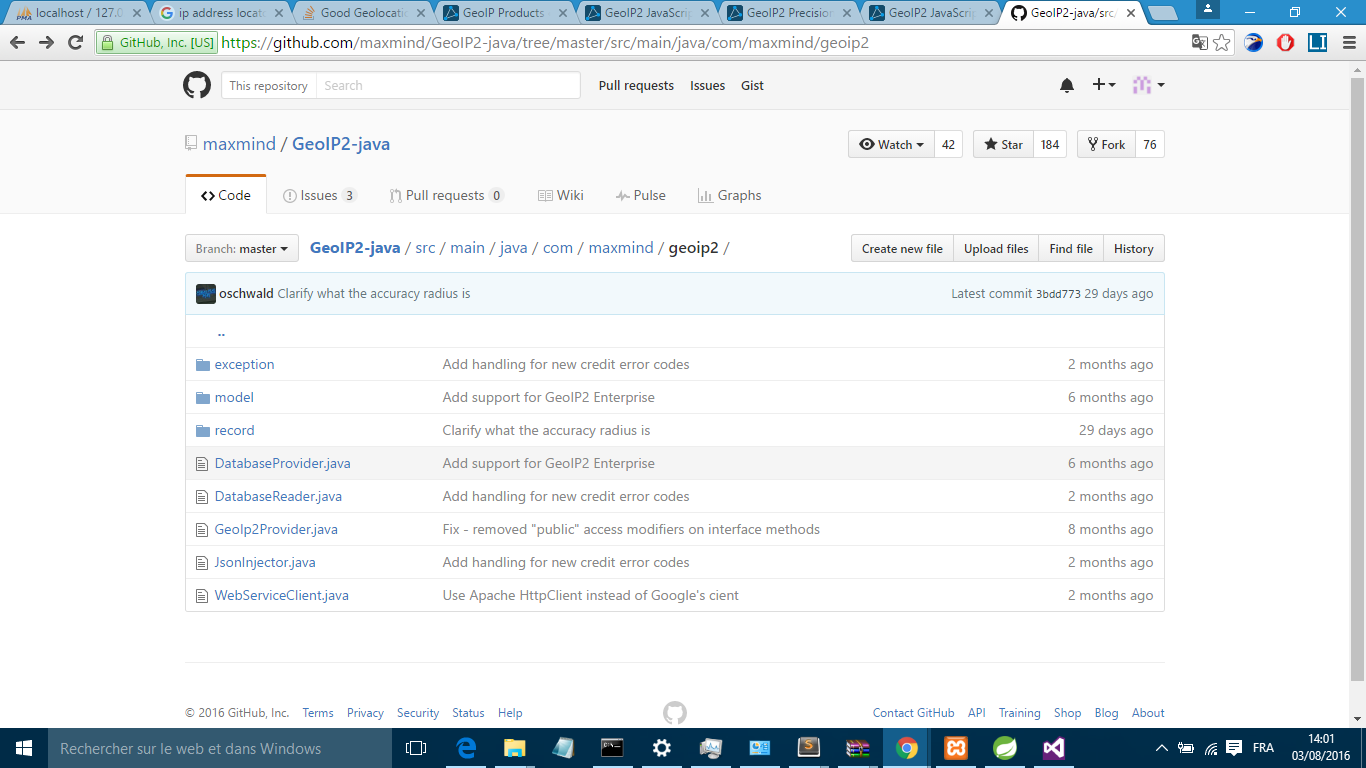 localhost / 127.0
ip address locate
Good Geolocati
GeoIP Products
GeoIP2 JavaScrip
GeoIP2 Precision
GeoIP2 JavaScrip
GeoIP2-java/src/
GitHub, Inc. [US] https://github.com/maxmind/GeoIP2-java/tree/master/src/main/java/com/maxmind/geoip2
This repository Search Pull requests Issues Gist
maxmind / GeoIP2-java Watch 42 Star 184 Fork 76
Code Issues 3 Pull requests 0 Wiki Pulse Graphs
Branch: master GeoIP2-java / src / main / java / com / maxmind / geoip2 / Create new file Upload files Find file History
oschwald Clarify what the accuracy radius is Latest commit 3bdd773 29 days ago
..
exception Add handling for new credit error codes 2 months ago
model Add support for GeoIP2 Enterprise 6 months ago
record Clarify what the accuracy radius is 29 days ago
DatabaseProvider.java Add support for GeoIP2 Enterprise 6 months ago
DatabaseReader.java Add handling for new credit error codes 2 months ago
GeoIp2Provider.java Fix - removed "public" access modifiers on interface methods 8 months ago
JsonInjector.java Add handling for new credit error codes 2 months ago
WebServiceClient.java Use Apache HttpClient instead of Google's cient 2 months ago
© 2016 GitHub, Inc. Terms Privacy Security Status Help Contact GitHub API Training Shop Blog About
Rechercher sur le web et dans Windows FRA 14:01
03/08/2016